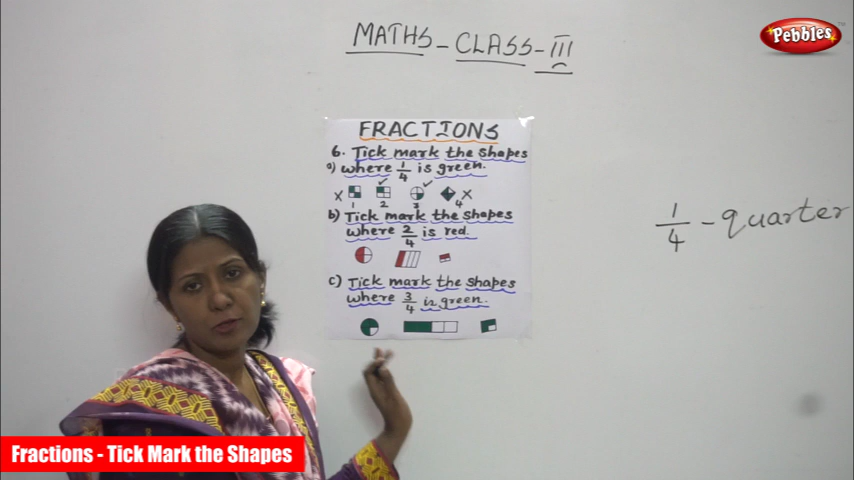 MATHS - CLASS - III
Pebbles
FRACTIONS
6. Tick mark the shapes
a) where 1/4 is green.
1 2 3 4
b) Tick mark the shapes
where 2/4 is red.
c) Tick mark the shapes
where 3/4 is green.
1/4 - quarter
Fractions - Tick Mark the Shapes